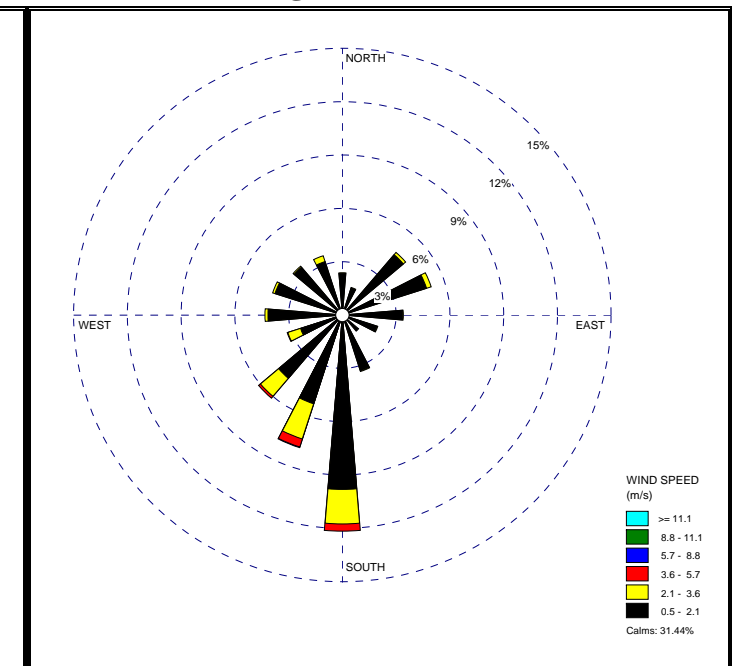 NORTH
15%
12%
9%
6%
3%
WEST
EAST
SOUTH
WIND SPEED
(m/s)
>= 11.1
8.8 - 11.1
5.7 - 8.8
3.6 - 5.7
2.1 - 3.6
0.5 - 2.1
Calms: 31.44%